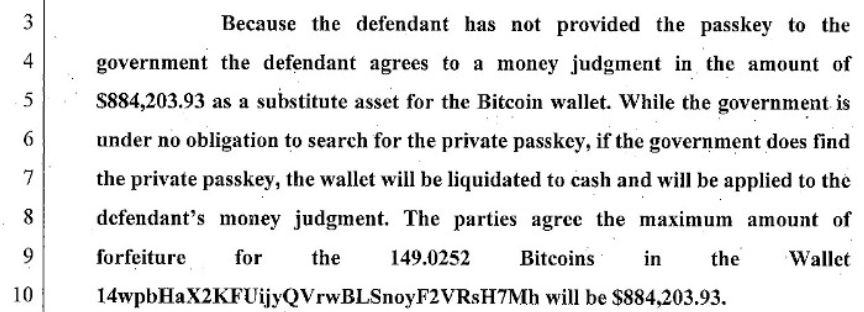 3 Because the defendant has not provided the passkey to the
4 government the defendant agrees to a money judgment in the amount of
5 $884,203.93 as a substitute asset for the Bitcoin wallet. While the government is
6 under no obligation to search for the private passkey, if the government does find
7 the private passkey, the wallet will be liquidated to cash and will be applied to the
8 defendant's money judgment. The parties agree the maximum amount of
9 forfeiture for the 149.0252 Bitcoins in the Wallet
10 14wpbHaX2KFUijyQVrwBLSnoyF2VRsH7Mh will be $884,203.93.